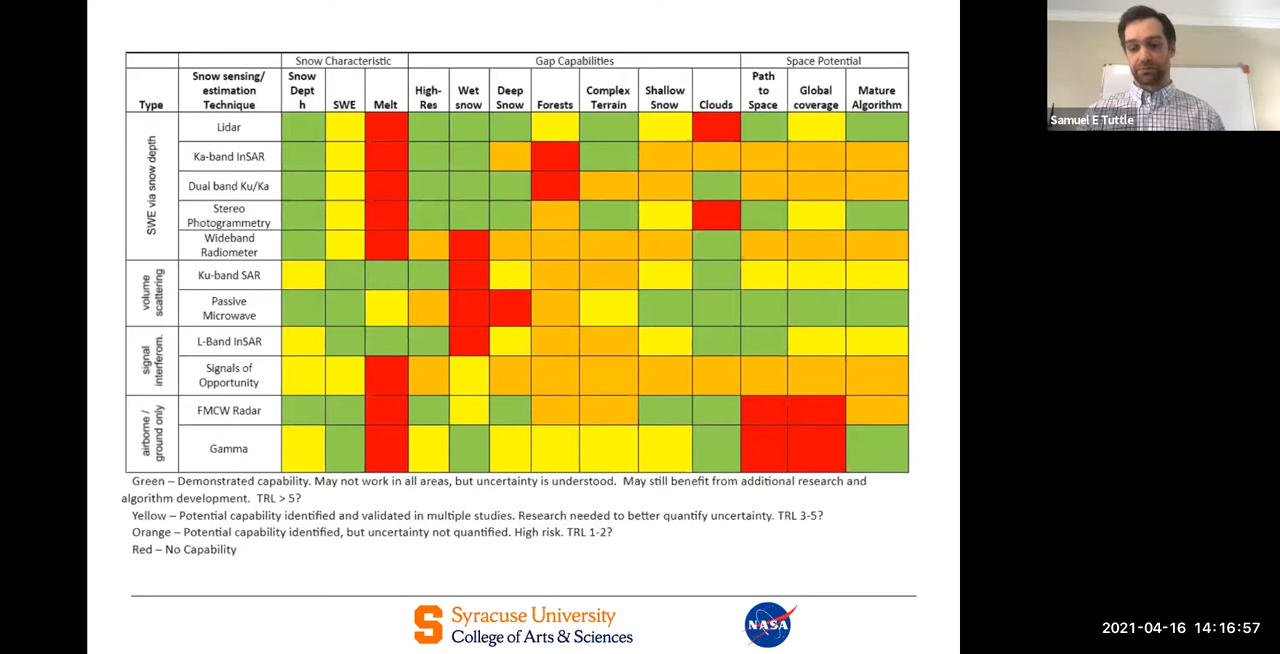 Snow Characteristic Gap Capabilities Space Potential
Type Snow sensing/ estimation Technique Snow Dept h SWE Melt High- Res Wet snow Deep Snow Forests Complex Terrain Shallow Snow Clouds Path to Space Global coverage Mature Algorithm
SWE via snow depth
Lidar
Ka-band InSAR
Dual band Ku/Ka
Stereo
Photogrammetry
Wideband
Radiometer
volume
scattering
Ku-band SAR
Passive
Microwave
signal
interferom.
L-Band InSAR
Signals of
Opportunity
airborne /
ground only
FMCW Radar
Gamma
Green – Demonstrated capability. May not work in all areas, but uncertainty is understood. May still benefit from additional research and
algorithm development. TRL > 5?
Yellow – Potential capability identified and validated in multiple studies. Research needed to better quantify uncertainty. TRL 3-5?
Orange – Potential capability identified, but uncertainty not quantified. High risk. TRL 1-2?
Red – No Capability
S Syracuse University
College of Arts & Sciences
NASA
Samuel E Tuttle
2021-04-16 14:16:57